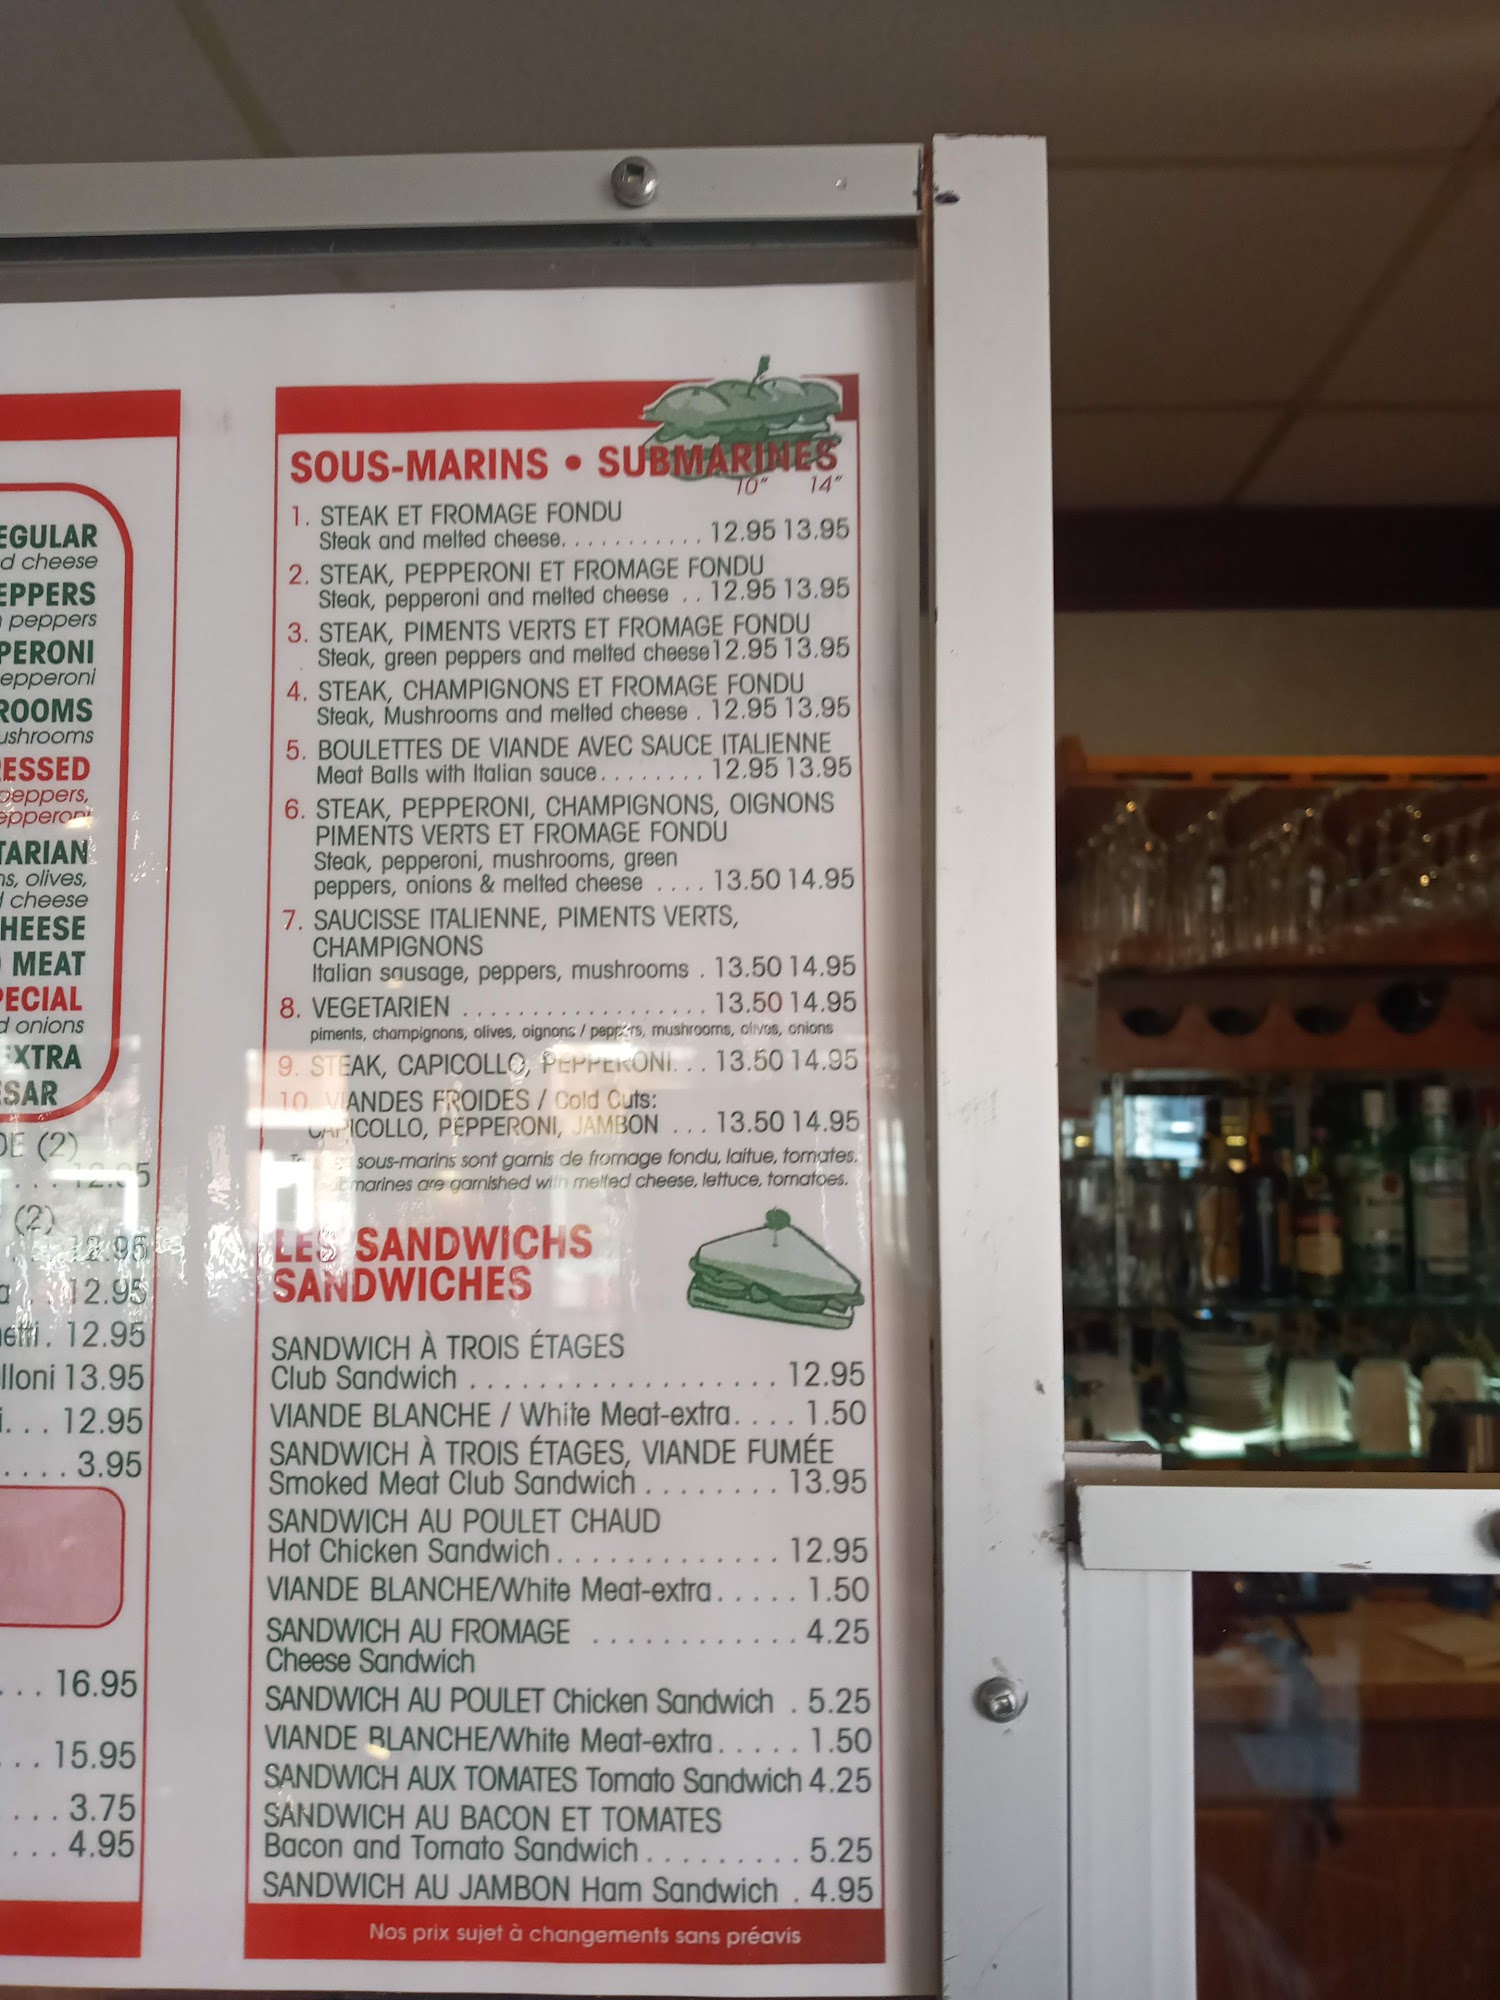 EGULAR
d cheese
EPPERS
peppers
PERONI
epperoni
ROOMS
ushrooms
ESSED
peppers,
epperoni
TARIAN
ns, olives,
d cheese
HEESE
MEAT
PECIAL
d onions
EXTRA
SAR
DE (2)
. . . 12.95
(2)
12.95
a . . 12.95
etti . 12.95
lloni 13.95
i. . . 12.95
. . . . 3.95
. . . 16.95
. . . 15.95
. . . . 3.75
. . . 4.95
SOUS-MARINS • SUBMARINES
10" 14"
1. STEAK ET FROMAGE FONDU
Steak and melted cheese. . . . . . . . . . . 12.95 13.95
2. STEAK, PEPPERONI ET FROMAGE FONDU
Steak, pepperoni and melted cheese . . 12.95 13.95
3. STEAK, PIMENTS VERTS ET FROMAGE FONDU
Steak, green peppers and melted cheese 12.95 13.95
4. STEAK, CHAMPIGNONS ET FROMAGE FONDU
Steak, Mushrooms and melted cheese . 12.95 13.95
5. BOULETTES DE VIANDE AVEC SAUCE ITALIENNE
Meat Balls with Italian sauce. . . . . . . . 12.95 13.95
6. STEAK, PEPPERONI, CHAMPIGNONS, OIGNONS
PIMENTS VERTS ET FROMAGE FONDU
Steak, pepperoni, mushrooms, green
peppers, onions & melted cheese . . . . 13.50 14.95
7. SAUCISSE ITALIENNE, PIMENTS VERTS,
CHAMPIGNONS
Italian sausage, peppers, mushrooms . 13.50 14.95
8. VEGETARIEN . . . . . . . . . . . . . . . . . . 13.50 14.95
piments, champignons, olives, oignons / peppers, mushrooms, olives, onions
9. STEAK, CAPICOLLO, PEPPERONI. . . 13.50 14.95
10. VIANDES FROIDES / Cold Cuts:
CAPICOLLO, PEPPERONI, JAMBON . . . 13.50 14.95
sous-marins sont garnis de fromage fondu, laitue, tomates.
marines are garnished with melted cheese, lettuce, tomatoes.
LES SANDWICHS
SANDWICHES
SANDWICH À TROIS ÉTAGES
Club Sandwich . . . . . . . . . . . . . . . . . . 12.95
VIANDE BLANCHE / White Meat-extra. . . . 1.50
SANDWICH À TROIS ÉTAGES, VIANDE FUMÉE
Smoked Meat Club Sandwich . . . . . . . . 13.95
SANDWICH AU POULET CHAUD
Hot Chicken Sandwich . . . . . . . . . . . . . 12.95
VIANDE BLANCHE/White Meat-extra. . . . . 1.50
SANDWICH AU FROMAGE . . . . . . . . . . . . 4.25
Cheese Sandwich
SANDWICH AU POULET Chicken Sandwich . 5.25
VIANDE BLANCHE/White Meat-extra. . . . . 1.50
SANDWICH AUX TOMATES Tomato Sandwich 4.25
SANDWICH AU BACON ET TOMATES
Bacon and Tomato Sandwich . . . . . . . . . 5.25
SANDWICH AU JAMBON Ham Sandwich . 4.95
Nos prix sujet à changements sans préavis